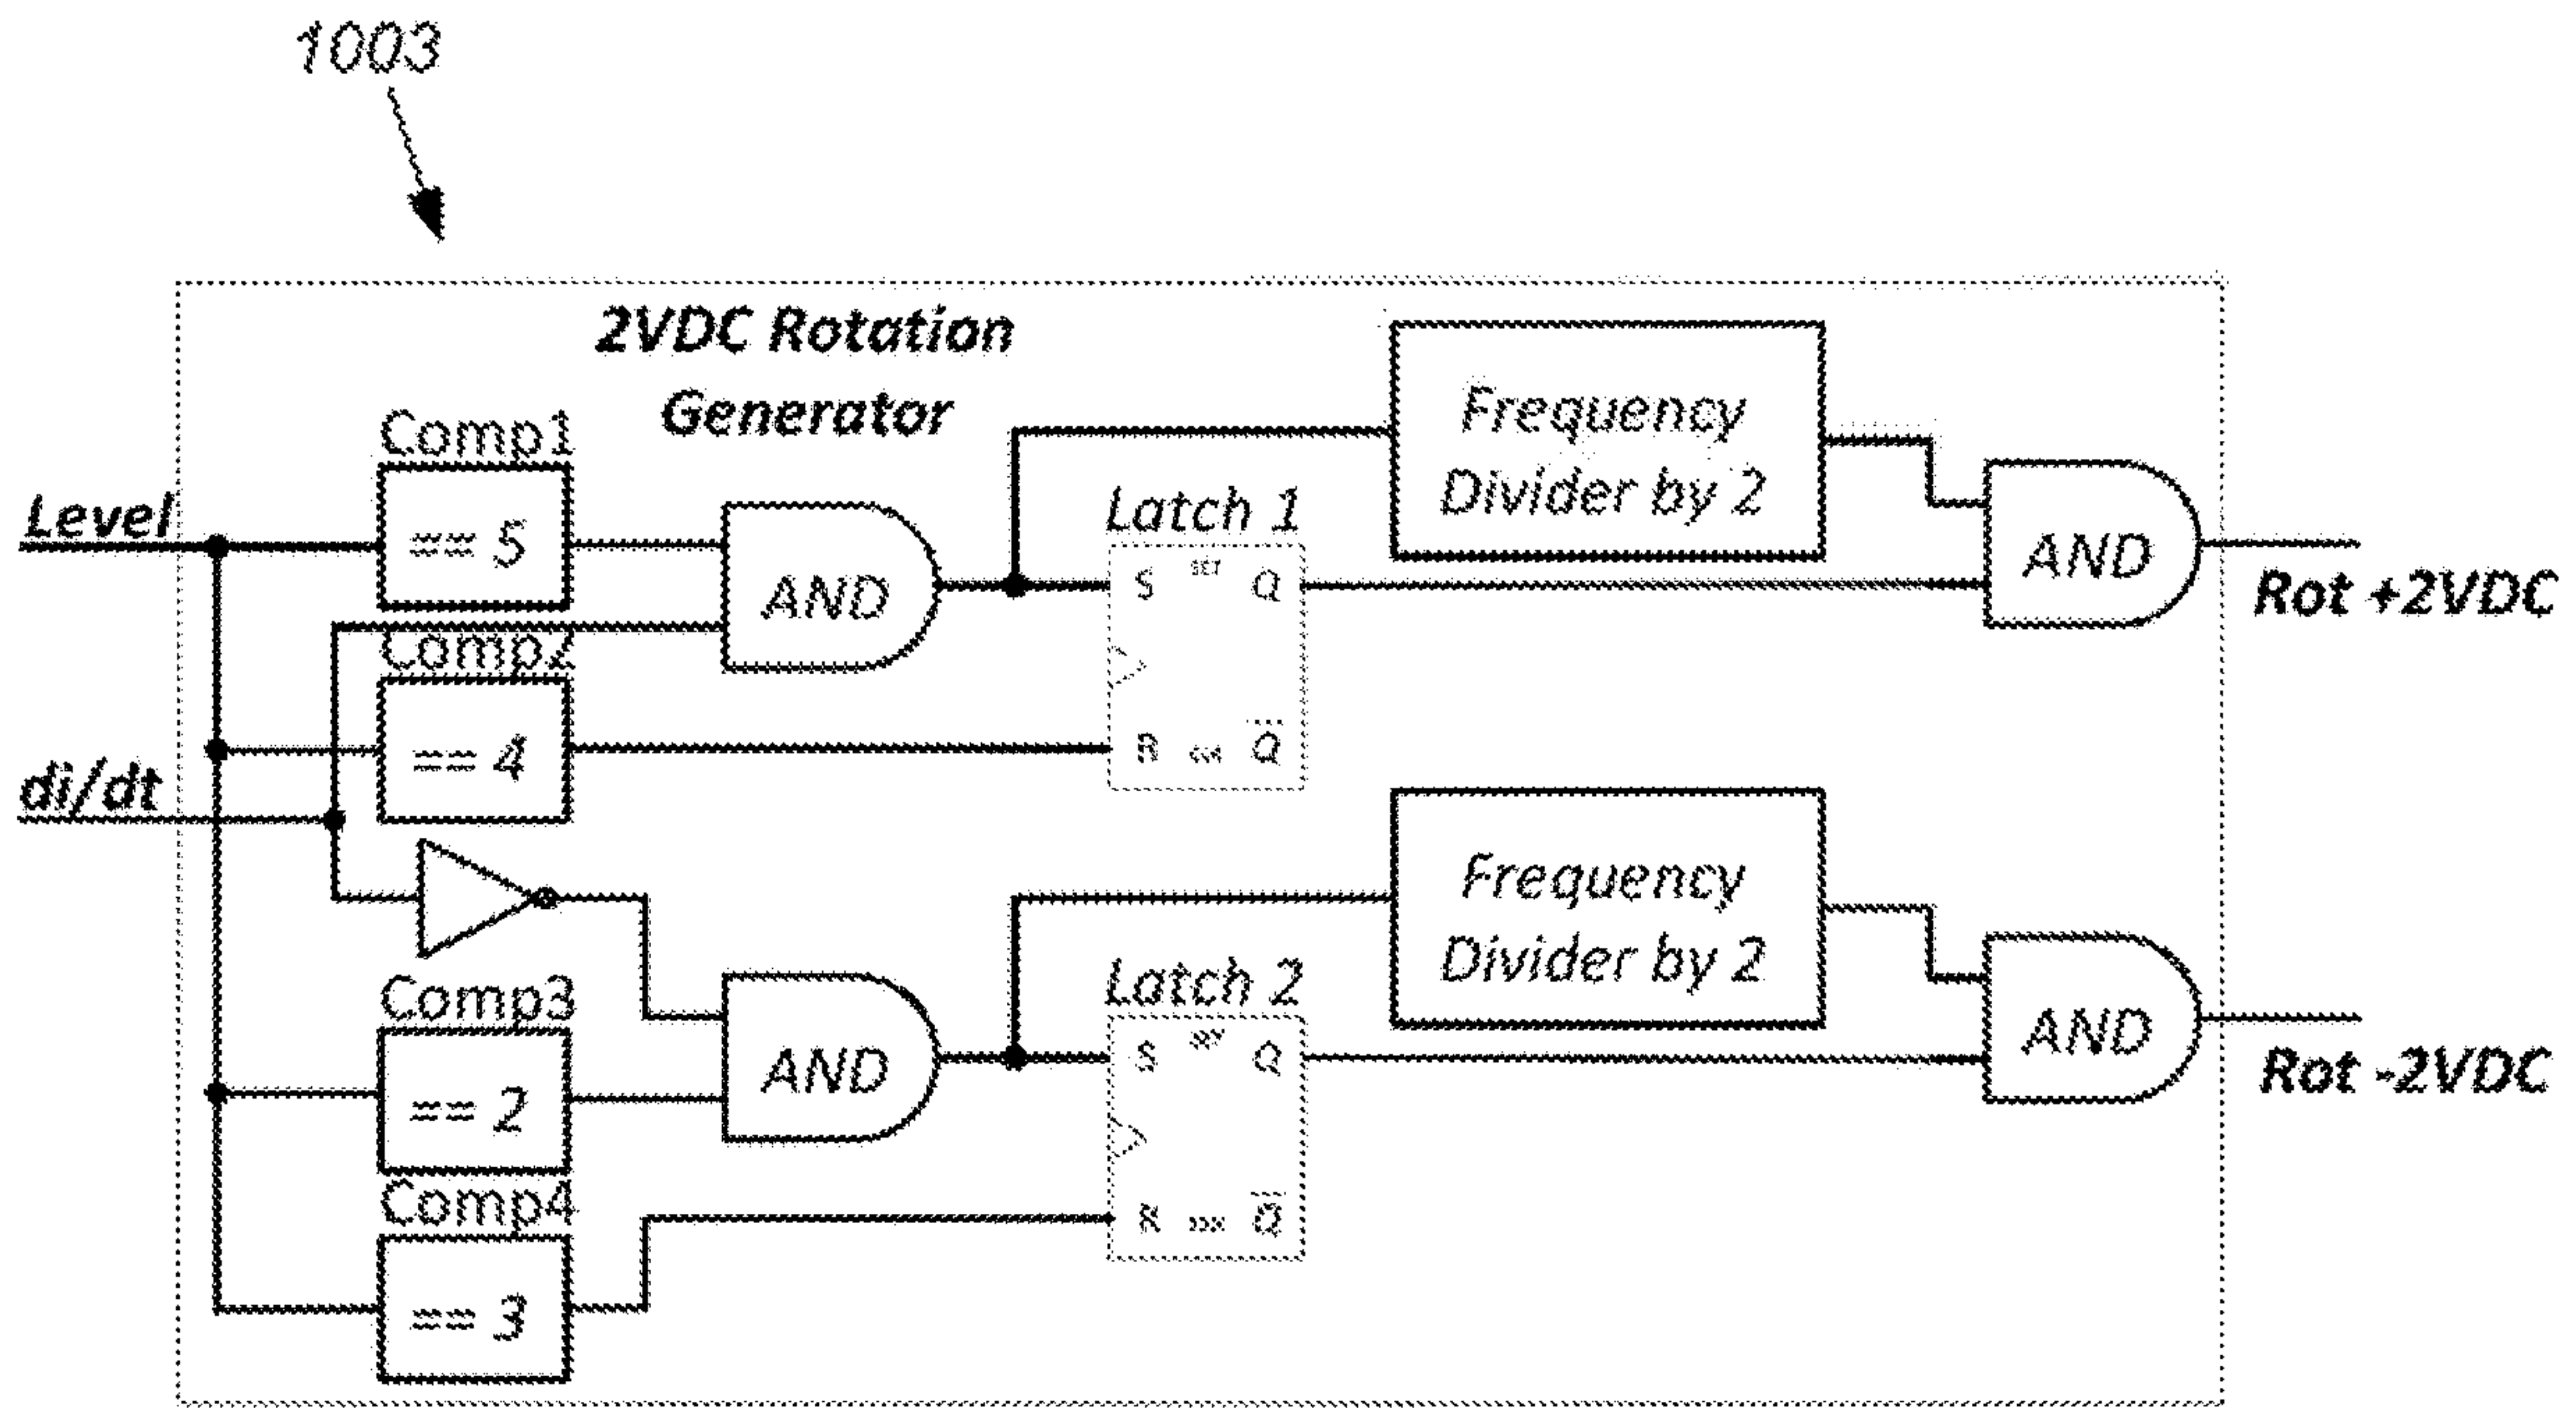 1003
2VDC Rotation
Generator
Level
di/dt
Comp1
== 5
Comp2
== 4
Comp3
== 2
Comp4
== 3
AND
AND
Latch 1
S SET Q
R Q
Latch 2
S Q
R Q
Frequency
Divider by 2
Frequency
Divider by 2
AND
Rot +2VDC
AND
Rot -2VDC